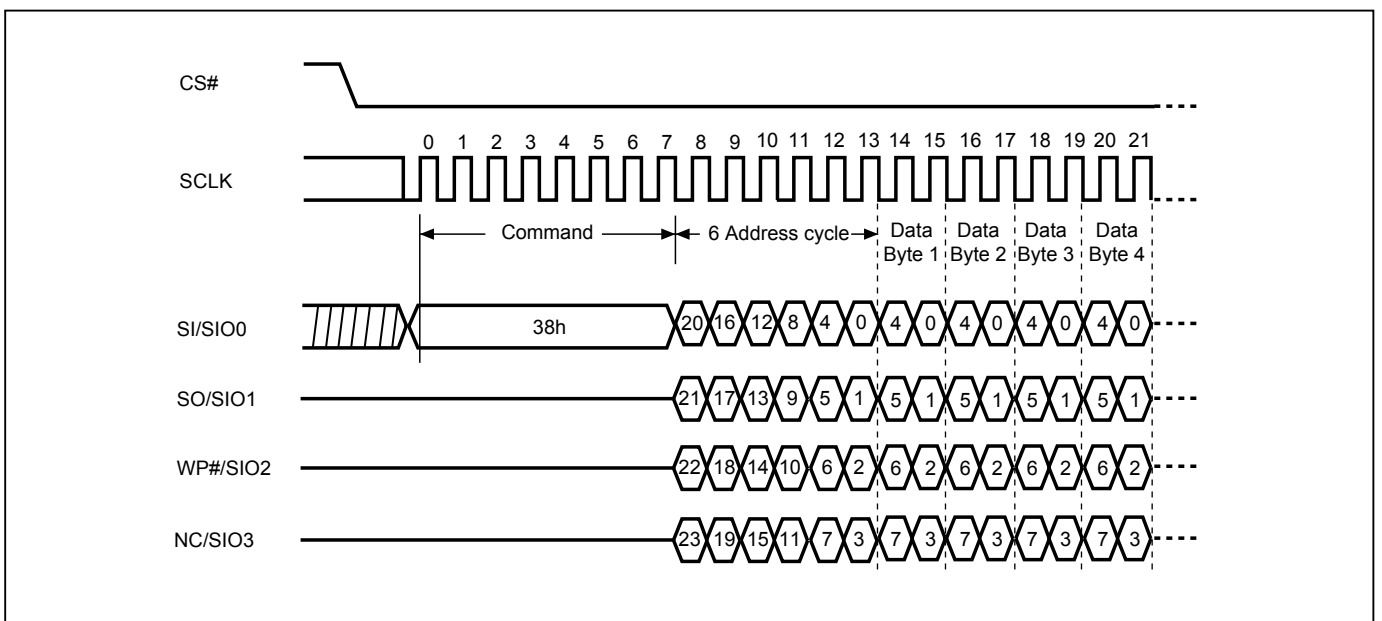 CS#
0 1 2 3 4 5 6 7 8 9 10 11 12 13 14 15 16 17 18 19 20 21
SCLK
Command 6 Address cycle Data Byte 1 Data Byte 2 Data Byte 3 Data Byte 4
SI/SIO0 38h 20 16 12 8 4 0 4 0 4 0 4 0 4 0
SO/SIO1 21 17 13 9 5 1 5 1 5 1 5 1 5 1
WP#/SIO2 22 18 14 10 6 2 6 2 6 2 6 2 6 2
NC/SIO3 23 19 15 11 7 3 7 3 7 3 7 3 7 3